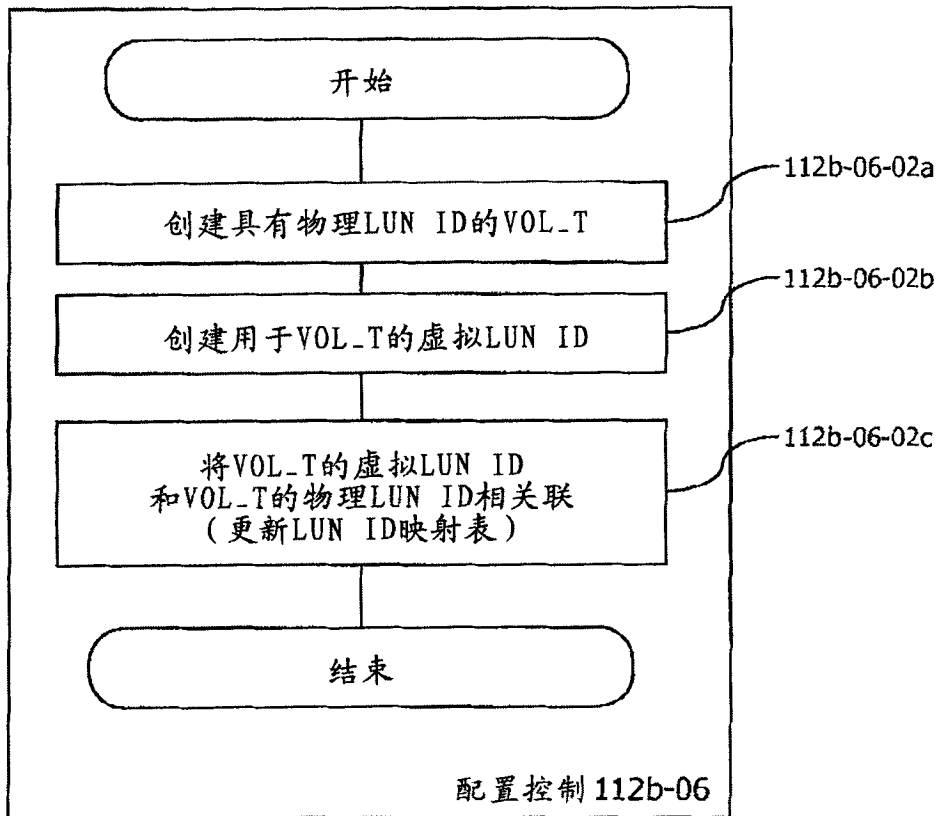 开始
112b-06-02a
创建具有物理LUN ID的VOL_T
112b-06-02b
创建用于VOL_T的虚拟LUN ID
112b-06-02c
将VOL_T的虚拟LUN ID
和VOL_T的物理LUN ID相关联
(更新LUN ID映射表)
结束
配置控制 112b-06